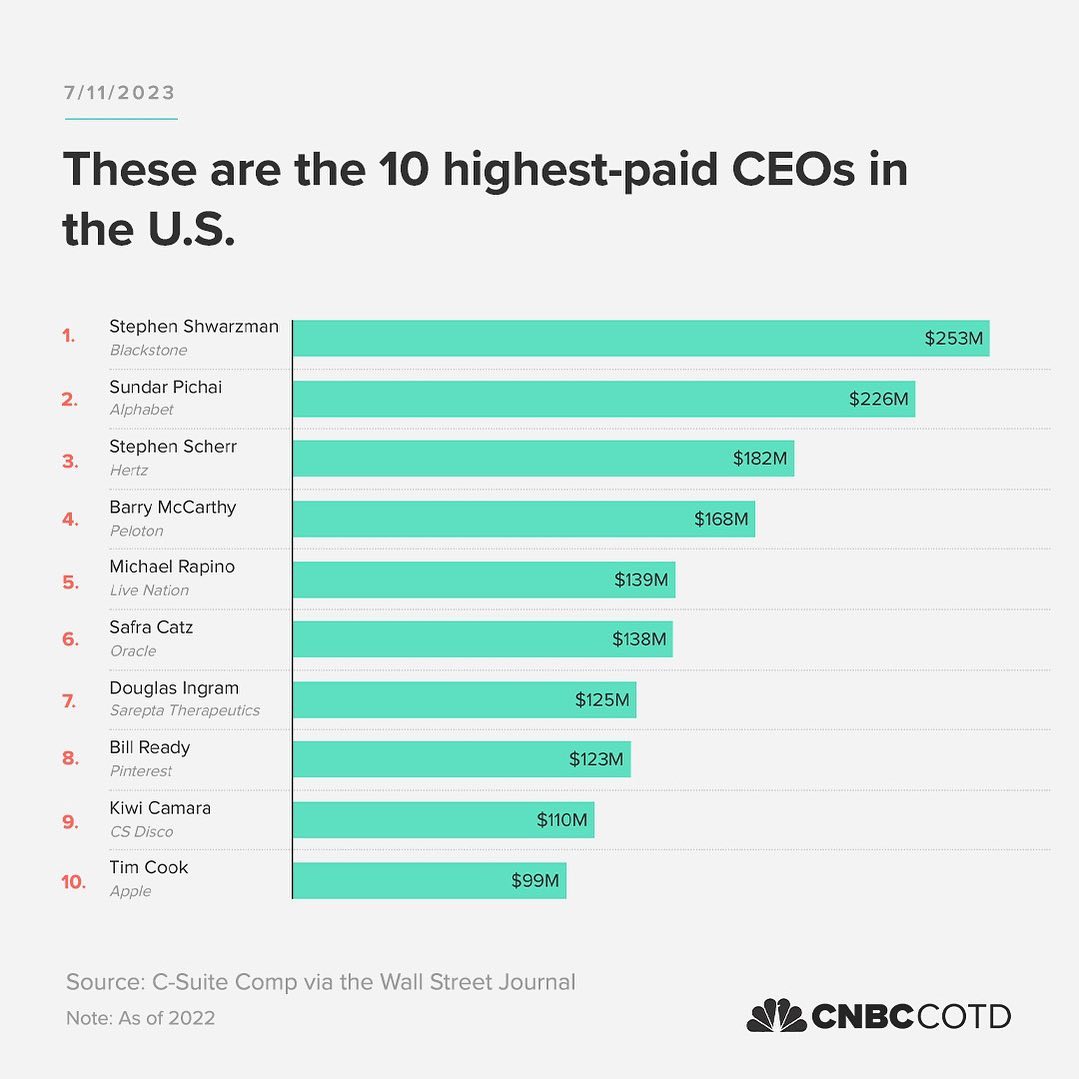 7/11/2023
These are the 10 highest-paid CEOs in
the U.S.
1.
Stephen Shwarzman
Blackstone
$253M
2.
Sundar Pichai
Alphabet
$226M
3.
Stephen Scherr
Hertz
$182M
4.
Barry McCarthy
Peloton
$168M
5.
Michael Rapino
Live Nation
$139M
6.
Safra Catz
Oracle
$138M
7.
Douglas Ingram
Sarepta Therapeutics
$125M
8.
Bill Ready
Pinterest
$123M
9.
Kiwi Camara
CS Disco
$110M
10.
Tim Cook
Apple
$99M
Source: C-Suite Comp via the Wall Street Journal
Note: As of 2022
CNBCCOTD